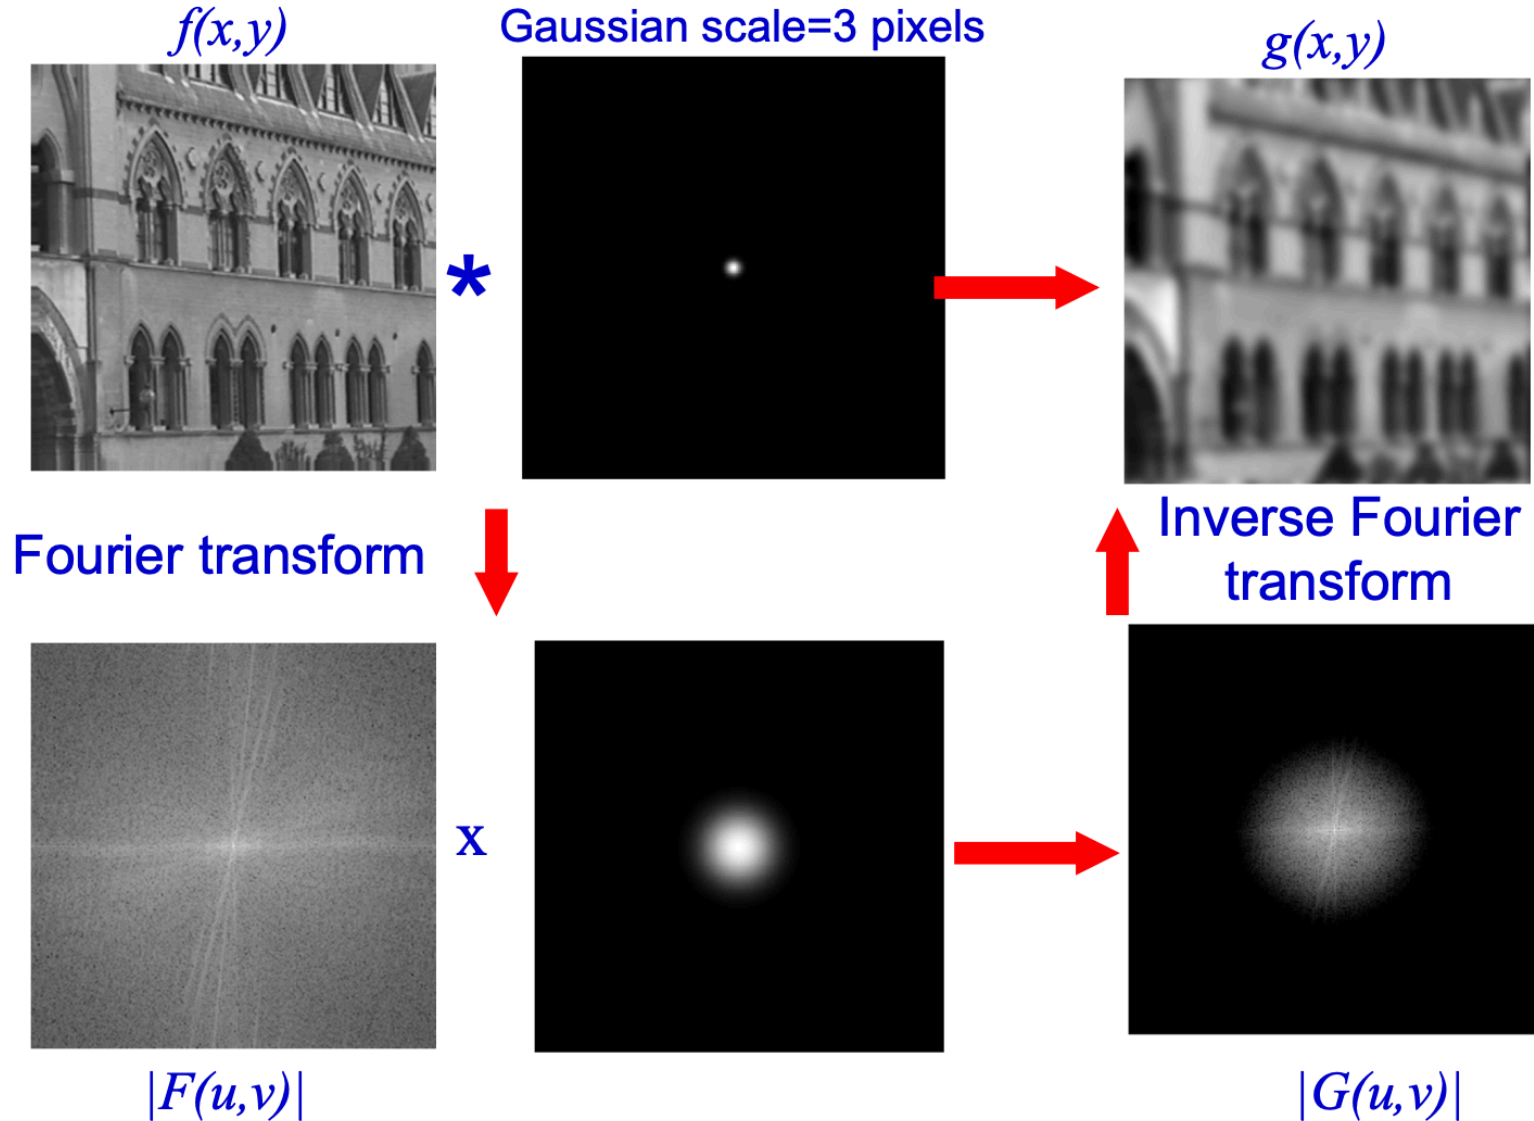 f(x,y)
Gaussian scale=3 pixels
g(x,y)
*
Fourier transform
Inverse Fourier
transform
x
|F(u,v)|
|G(u,v)|